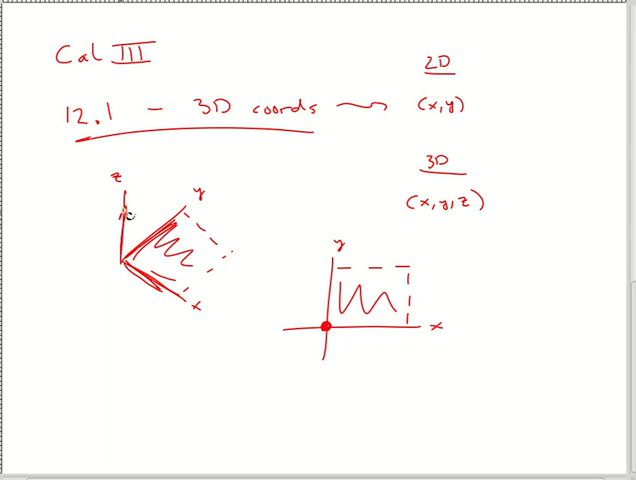 Cal III
2D
12.1 - 3D coords
(x,y)
3D
(x,y,z)
z
y
x
y
x